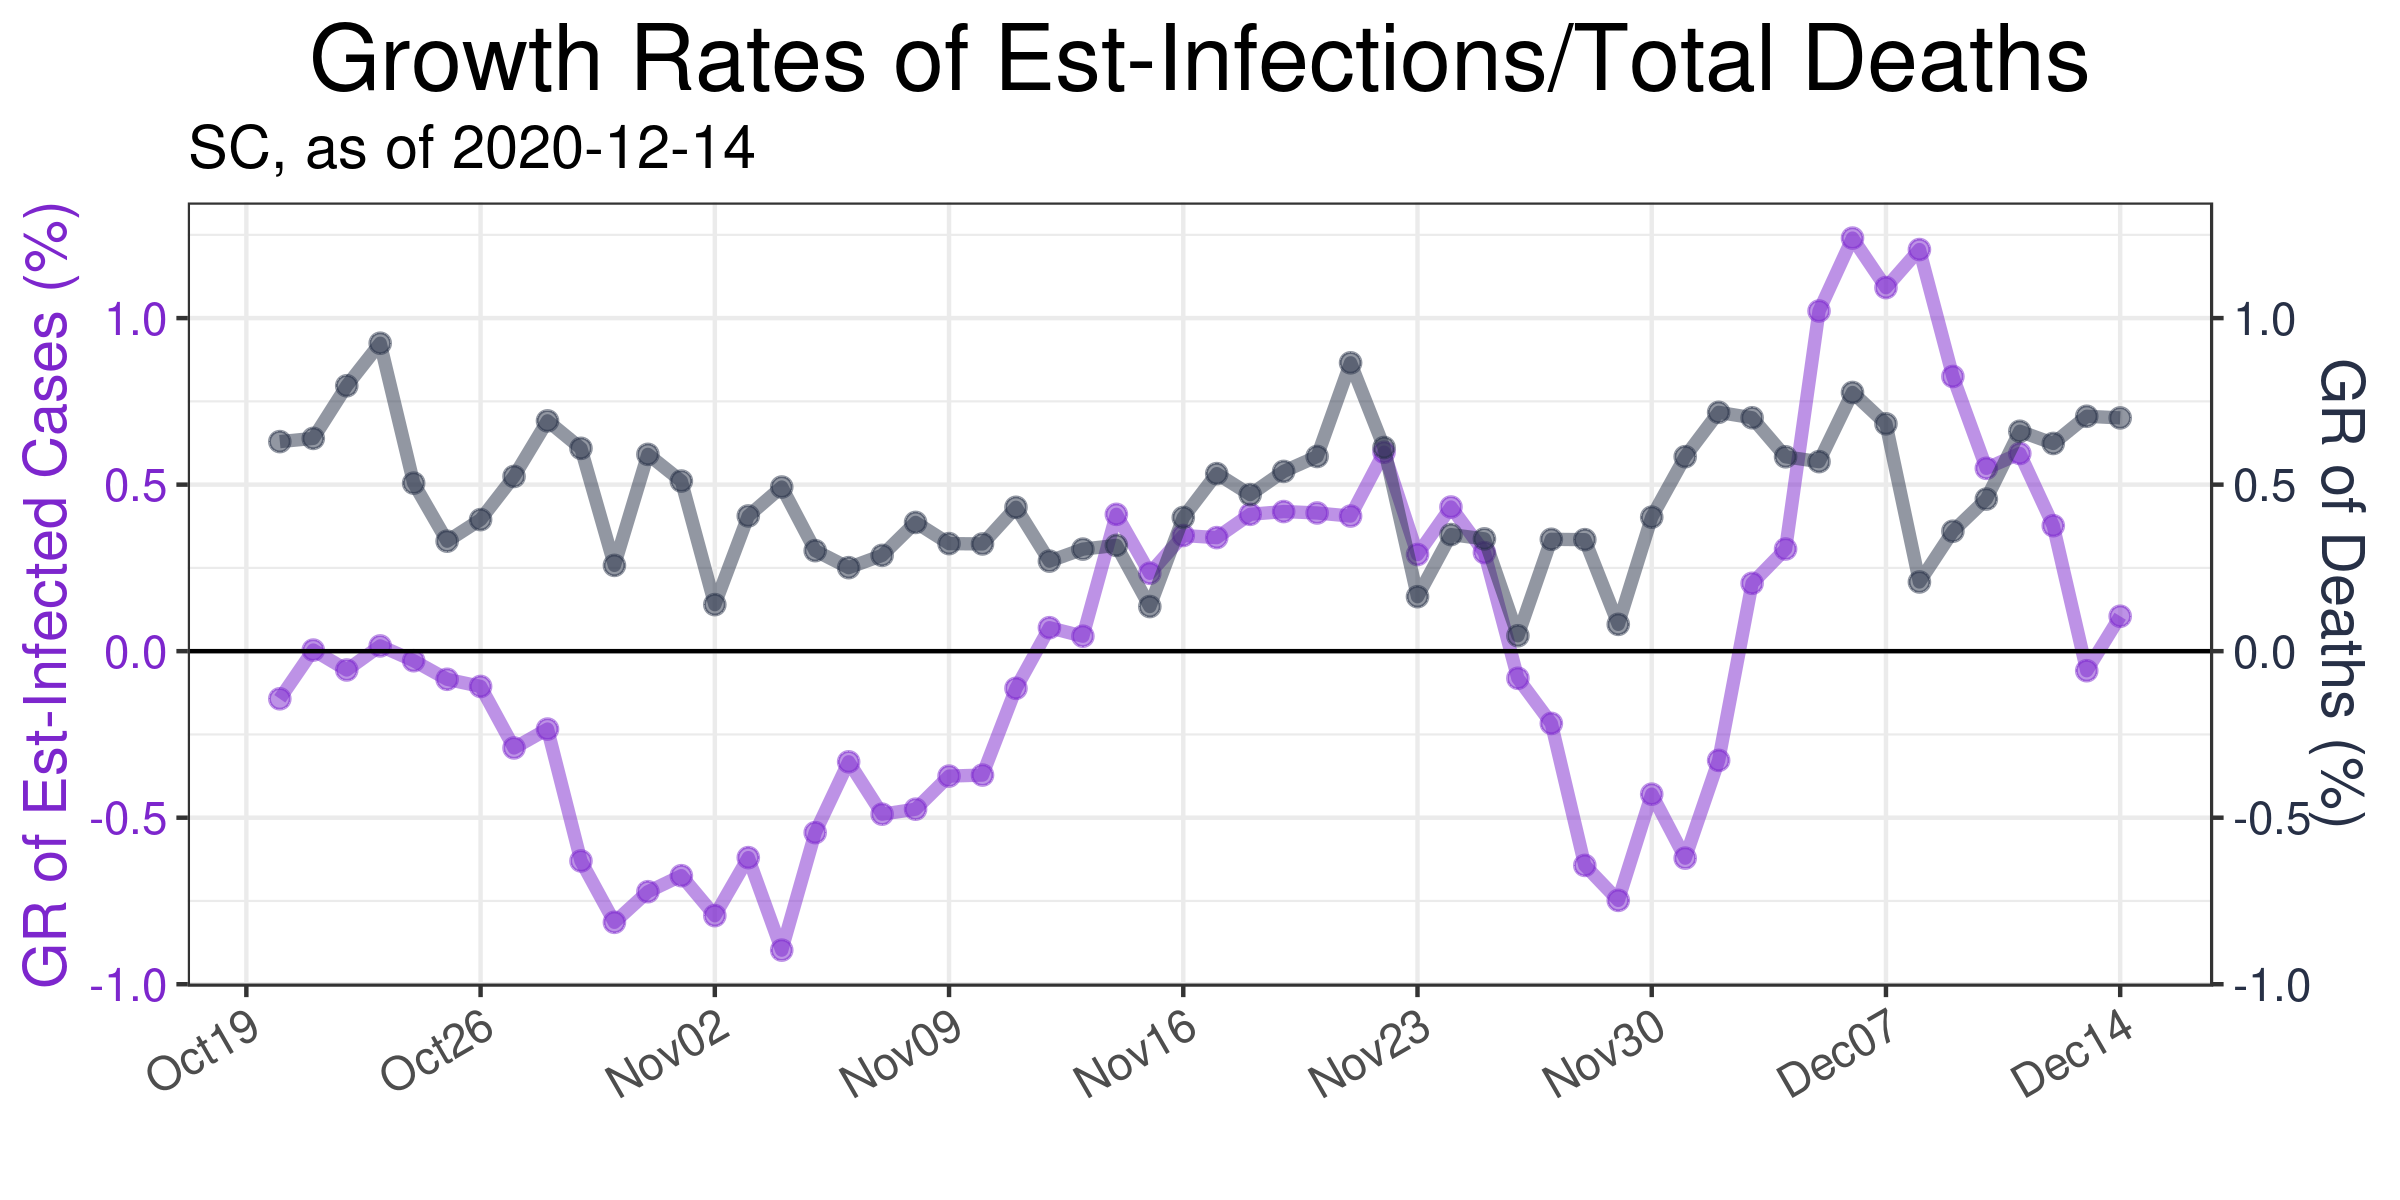 Growth Rates of Est-Infections/Total Deaths
SC, as of 2020-12-14
GR of Est-Infected Cases (%)
1.0
0.5
0.0
-0.5
-1.0
1.0
0.5
0.0
-0.5
-1.0
GR of Deaths (%)
Oct19
Oct26
Nov02
Nov09
Nov16
Nov23
Nov30
Dec07
Dec14